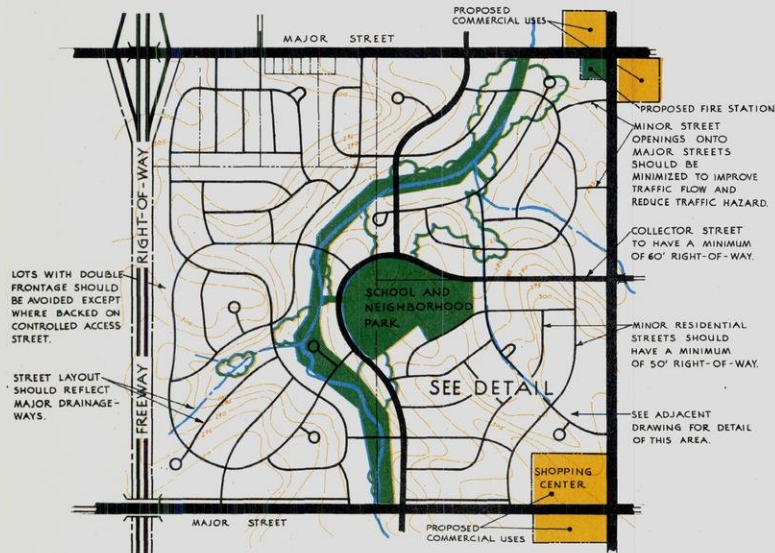 PROPOSED
COMMERCIAL USES
MAJOR STREET
PROPOSED FIRE STATION
MINOR STREET
OPENINGS ONTO
MAJOR STREETS
SHOULD BE
MINIMIZED TO IMPROVE
TRAFFIC FLOW AND
REDUCE TRAFFIC HAZARD.
RIGHT-OF-WAY
COLLECTOR STREET
TO HAVE A MINIMUM
OF 60' RIGHT-OF-WAY.
LOTS WITH DOUBLE
FRONTAGE SHOULD
BE AVOIDED EXCEPT
WHERE BACKED ON
CONTROLLED ACCESS
STREET.
SCHOOL AND
NEIGHBORHOOD
PARK
MINOR RESIDENTIAL
STREETS SHOULD
HAVE A MINIMUM
OF 50' RIGHT-OF-WAY.
STREET LAYOUT
SHOULD REFLECT
MAJOR DRAINAGE-
WAYS.
FREEWAY
SEE DETAIL
SEE ADJACENT
DRAWING FOR DETAIL
OF THIS AREA.
SHOPPING
CENTER
MAJOR STREET
PROPOSED
COMMERCIAL USES